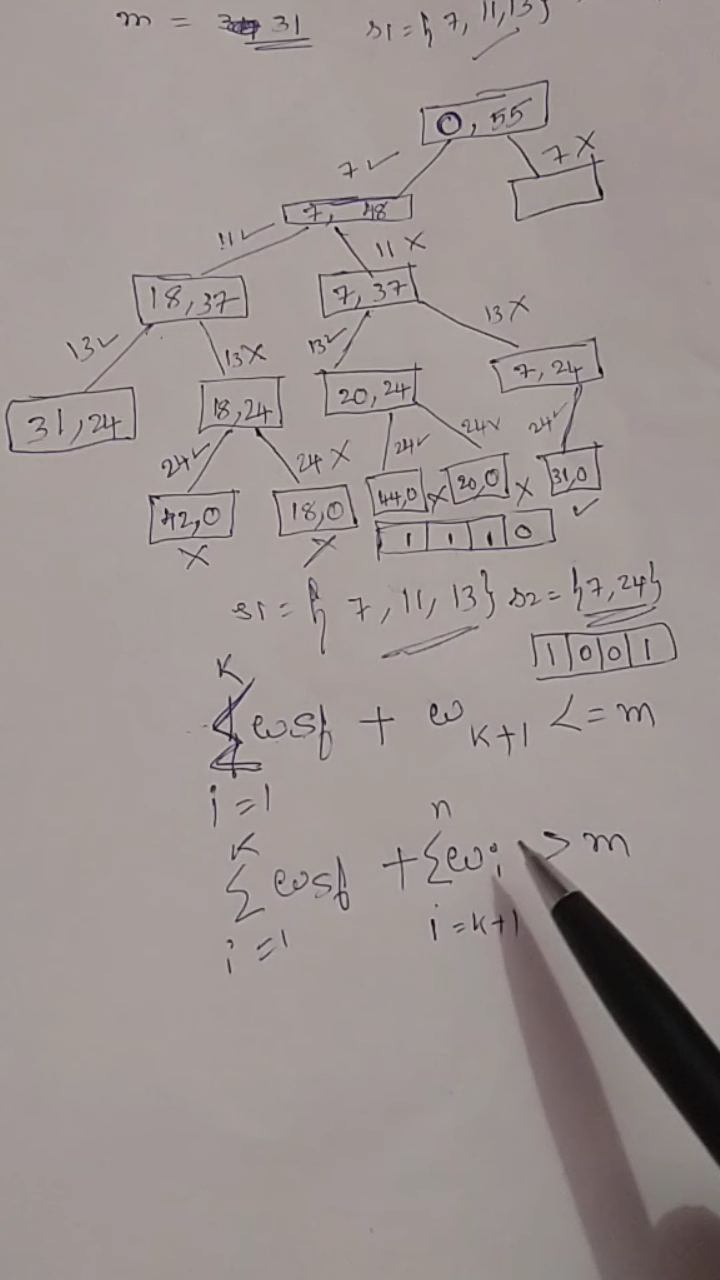 m = 31 s1 = { 7, 11, 13 }
0, 55
7 ✓ 7 X
7, 48
11 ✓ 11 X
18, 37 7, 37
13 ✓ 13 X 13 ✓ 13 X
31, 24 18, 24 20, 24 7, 24
24 ✓ 24 X 24 ✓ 24 24 ✓
42, 0 18, 0 44, 0 X 20, 0 X 31, 0
X X ✓
1 1 1 0
s1 = { 7, 11, 13 } s2 = { 7, 24 }
1 0 0 1
K
Σ wsf + w K+1 <= m
i = 1
K n
Σ wsf + Σ wi > m
i = 1 i = k+1